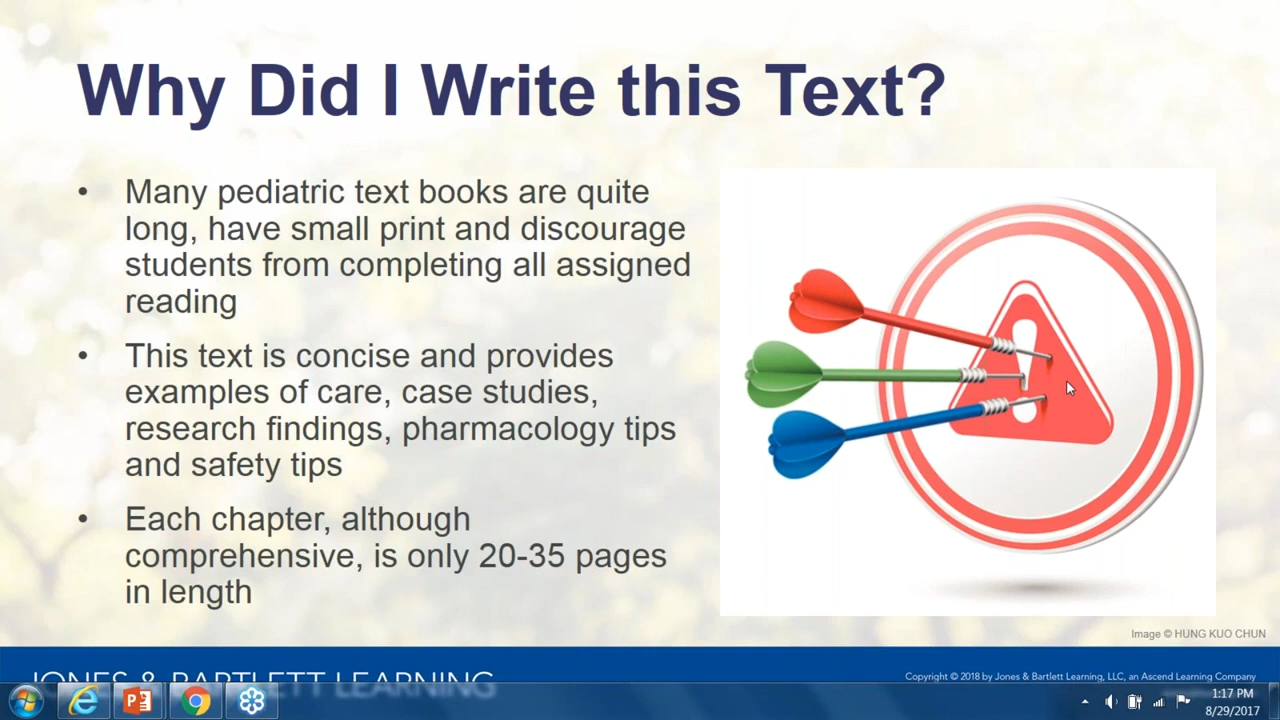 Why Did I Write this Text?
• Many pediatric text books are quite
long, have small print and discourage
students from completing all assigned
reading
• This text is concise and provides
examples of care, case studies,
research findings, pharmacology tips
and safety tips
• Each chapter, although
comprehensive, is only 20-35 pages
in length
Image © HUNG KUO CHUN
JONES & BARTLETT LEARNING
Copyright © 2018 by Jones & Bartlett Learning, LLC, an Ascend Learning Company
1:17 PM
8/29/2017